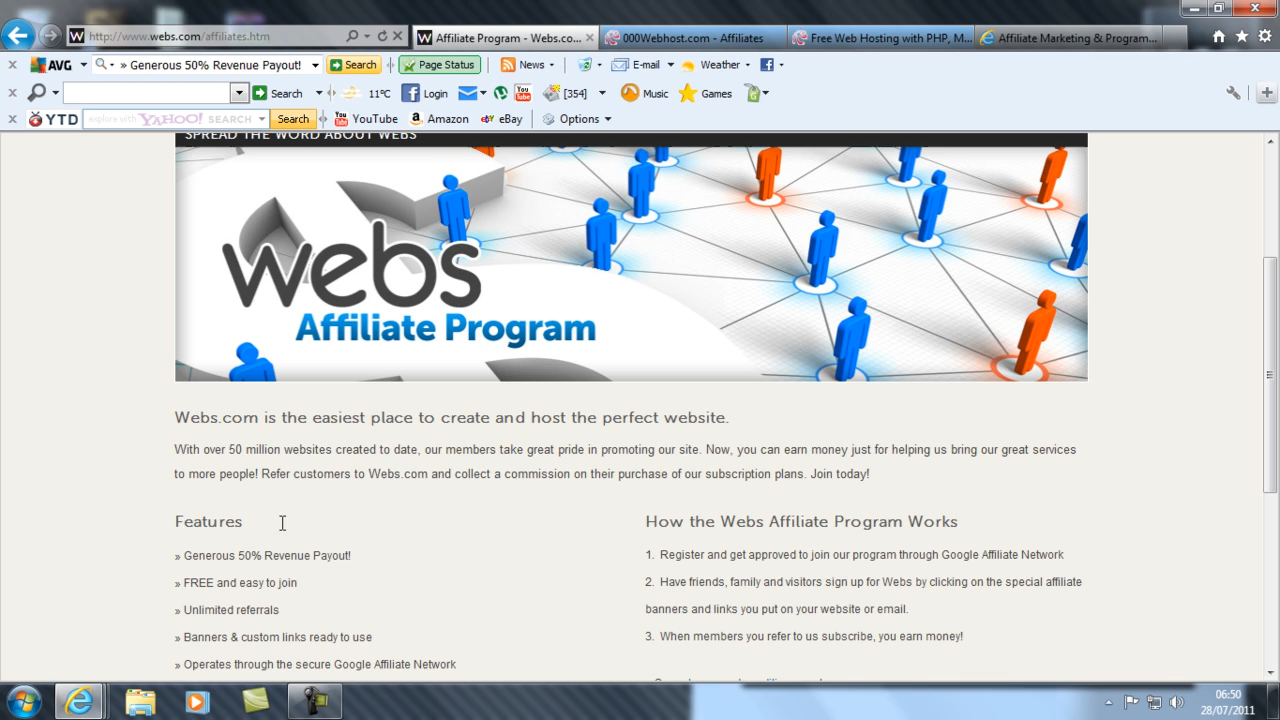 http://www.webs.com/affiliates.htm
Affiliate Program - Webs.co...
000Webhost.com - Affiliates
Free Web Hosting with PHP, M...
Affiliate Marketing & Program...
AVG
» Generous 50% Revenue Payout!
Search
Page Status
News
E-mail
Weather
Search
11°C
Login
[354]
Music
Games
YTD
explore with YAHOO! SEARCH
Search
YouTube
Amazon
eBay
Options
SPREAD THE WORD ABOUT WEBS
webs
Affiliate Program
Webs.com is the easiest place to create and host the perfect website.
With over 50 million websites created to date, our members take great pride in promoting our site. Now, you can earn money just for helping us bring our great services
to more people! Refer customers to Webs.com and collect a commission on their purchase of our subscription plans. Join today!
Features
» Generous 50% Revenue Payout!
» FREE and easy to join
» Unlimited referrals
» Banners & custom links ready to use
» Operates through the secure Google Affiliate Network
How the Webs Affiliate Program Works
1. Register and get approved to join our program through Google Affiliate Network
2. Have friends, family and visitors sign up for Webs by clicking on the special affiliate
banners and links you put on your website or email.
3. When members you refer to us subscribe, you earn money!
06:50
28/07/2011